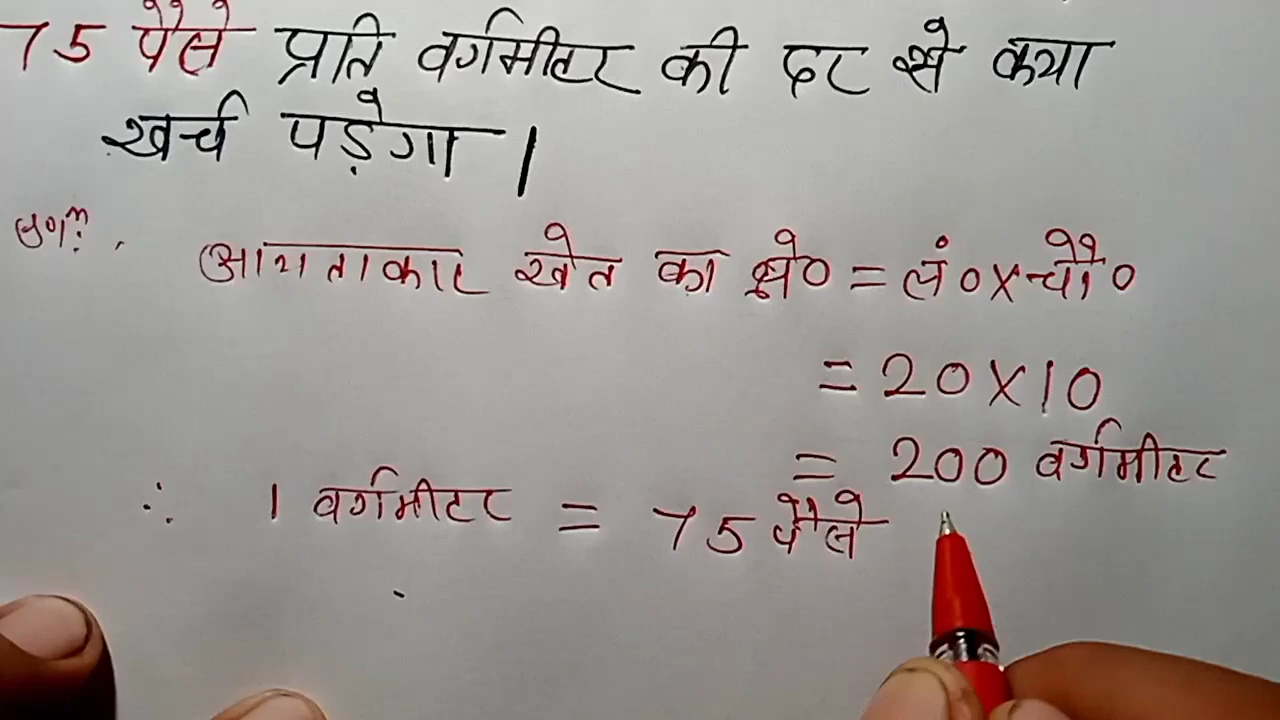 75 पैसे प्रति वर्गमीटर की दर से क्या
खर्च पड़ेगा।
आयताकार खेत का क्षे० = लं० x चौ०
= 20 x 10
= 200 वर्गमीटर
∴ 1 वर्गमीटर = 75 पैसे